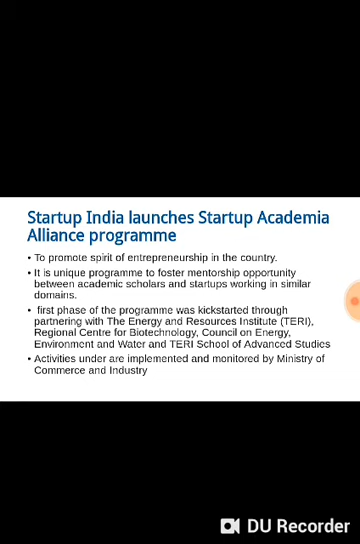 Startup India launches Startup Academia
Alliance programme
• To promote spirit of entrepreneurship in the country.
• It is unique programme to foster mentorship opportunity
between academic scholars and startups working in similar
domains.
• first phase of the programme was kickstarted through
partnering with The Energy and Resources Institute (TERI),
Regional Centre for Biotechnology, Council on Energy,
Environment and Water and TERI School of Advanced Studies
• Activities under are implemented and monitored by Ministry of
Commerce and Industry
DU Recorder